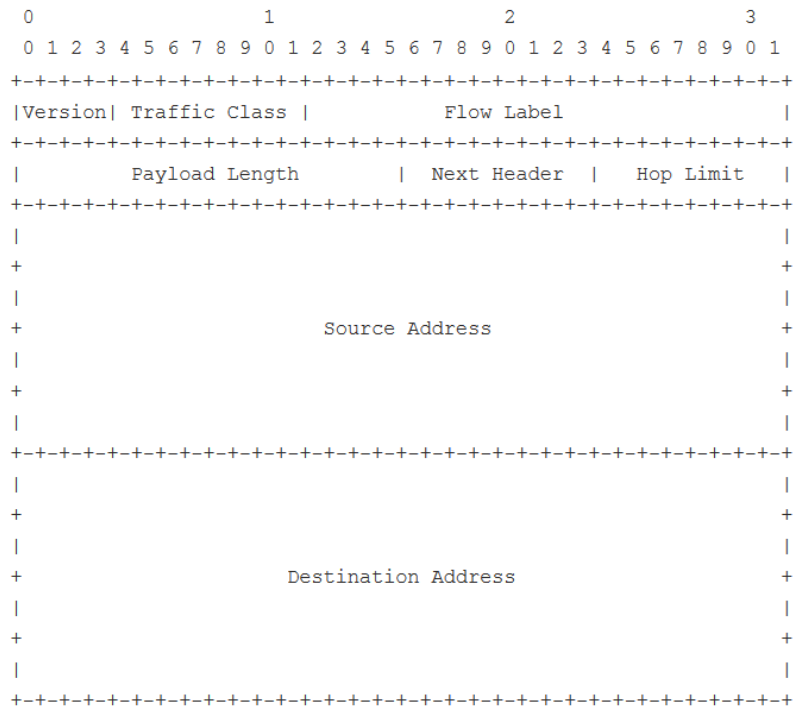 0                   1                   2                   3
 0 1 2 3 4 5 6 7 8 9 0 1 2 3 4 5 6 7 8 9 0 1 2 3 4 5 6 7 8 9 0 1
+-+-+-+-+-+-+-+-+-+-+-+-+-+-+-+-+-+-+-+-+-+-+-+-+-+-+-+-+-+-+-+-+
|Version| Traffic Class |           Flow Label                  |
+-+-+-+-+-+-+-+-+-+-+-+-+-+-+-+-+-+-+-+-+-+-+-+-+-+-+-+-+-+-+-+-+
|         Payload Length        |  Next Header  |   Hop Limit   |
+-+-+-+-+-+-+-+-+-+-+-+-+-+-+-+-+-+-+-+-+-+-+-+-+-+-+-+-+-+-+-+-+
|                                                               |
+                                                               +
|                                                               |
+                         Source Address                        +
|                                                               |
+                                                               +
|                                                               |
+-+-+-+-+-+-+-+-+-+-+-+-+-+-+-+-+-+-+-+-+-+-+-+-+-+-+-+-+-+-+-+-+
|                                                               |
+                                                               +
|                                                               |
+                      Destination Address                      +
|                                                               |
+                                                               +
|                                                               |
+-+-+-+-+-+-+-+-+-+-+-+-+-+-+-+-+-+-+-+-+-+-+-+-+-+-+-+-+-+-+-+-+